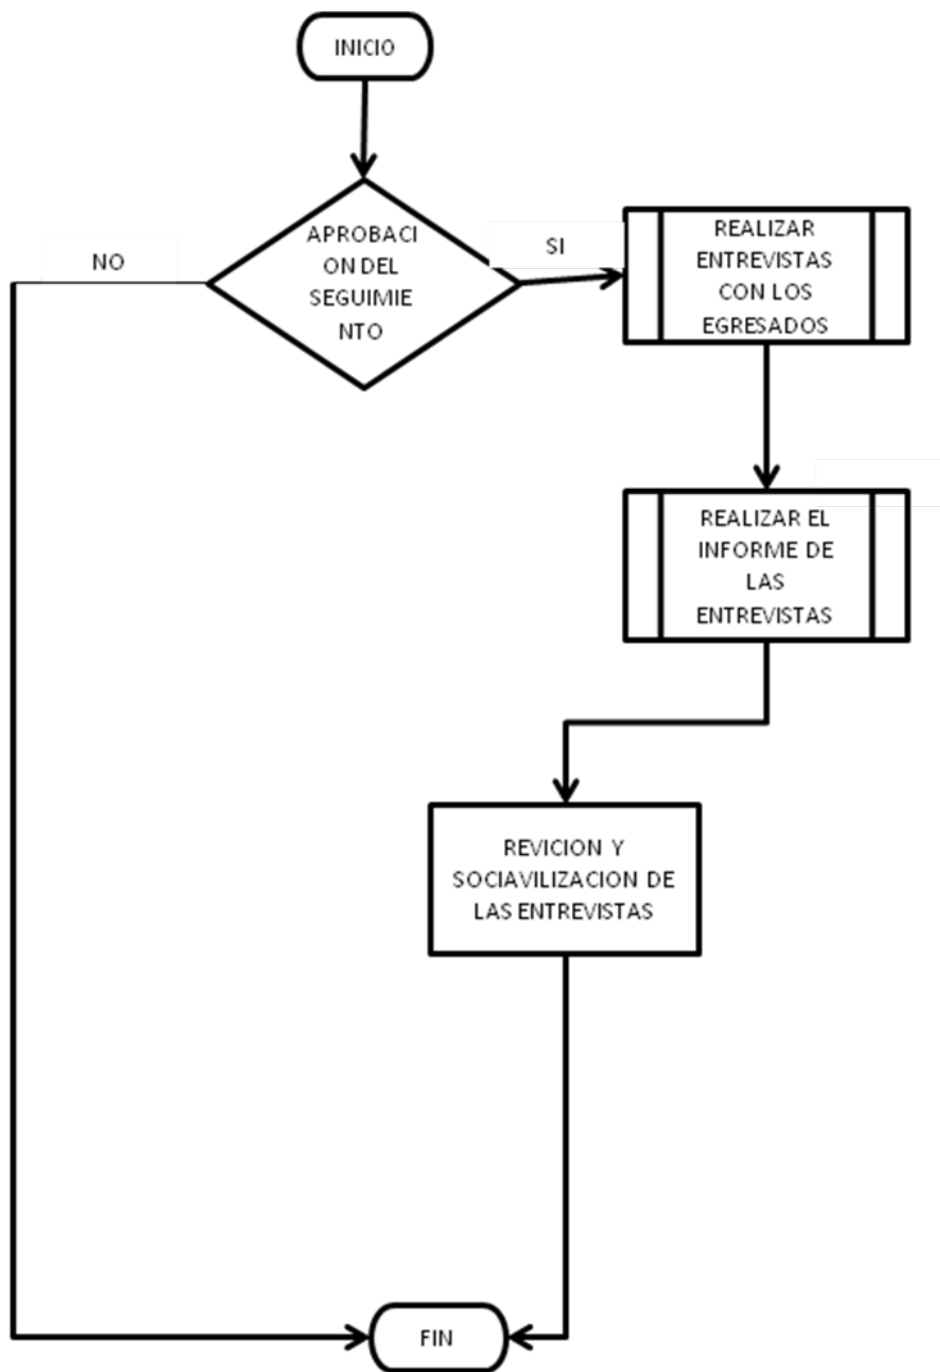 INICIO
APROBACI
ON DEL
SEGUIMIE
NTO
NO
SI
REALIZAR
ENTREVISTAS
CON LOS
EGRESADOS
REALIZAR EL
INFORME DE
LAS
ENTREVISTAS
REVICION Y
SOCIAVILIZACION DE
LAS ENTREVISTAS
FIN